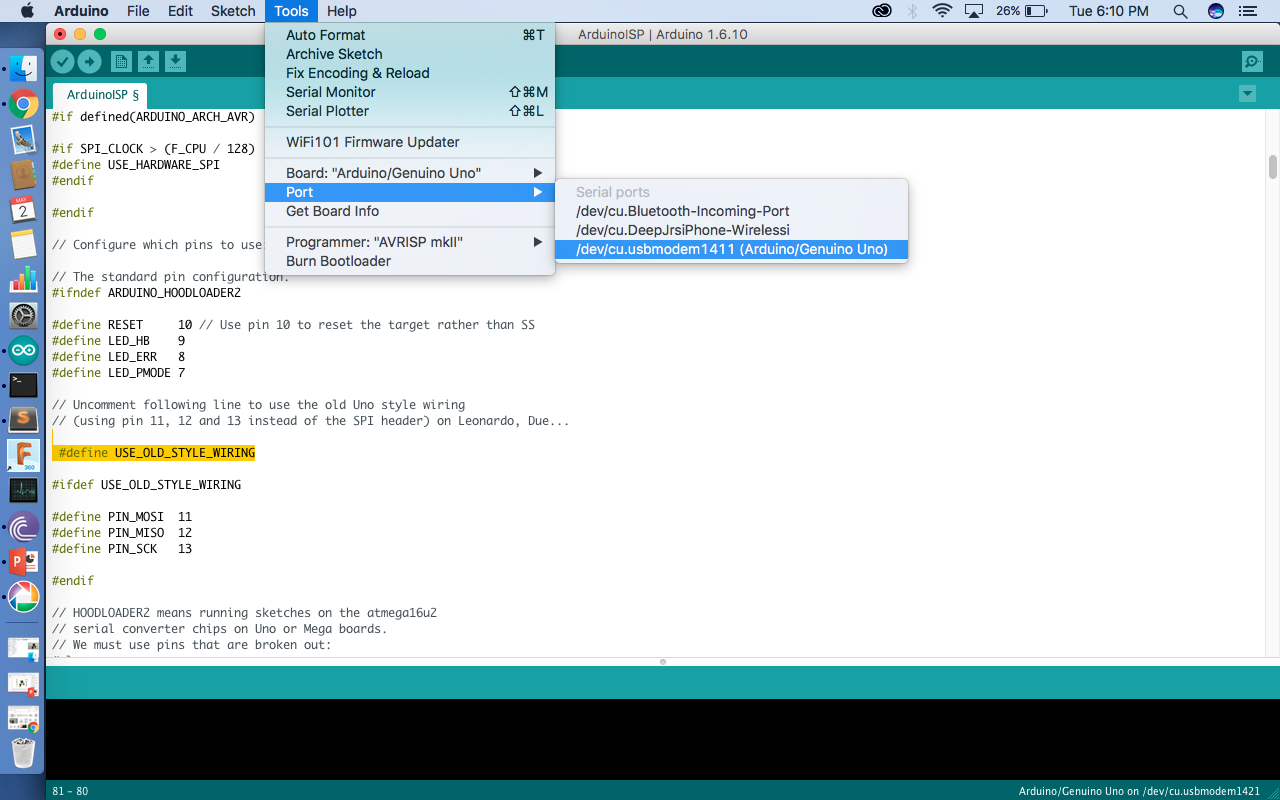 Arduino File Edit Sketch Tools Help 26% Tue 6:10 PM
ArduinoISP | Arduino 1.6.10
Auto Format ⌘T
Archive Sketch
Fix Encoding & Reload
Serial Monitor ⇧⌘M
Serial Plotter ⇧⌘L
WiFi101 Firmware Updater
Board: "Arduino/Genuino Uno"
Port
Get Board Info
Programmer: "AVRISP mkII"
Burn Bootloader
Serial ports
/dev/cu.Bluetooth-Incoming-Port
/dev/cu.DeepJrsiPhone-Wirelessi
/dev/cu.usbmodem1411 (Arduino/Genuino Uno)
ArduinoISP §
#if defined(ARDUINO_ARCH_AVR)
#if SPI_CLOCK > (F_CPU / 128)
#define USE_HARDWARE_SPI
#endif
#endif
// Configure which pins to use:
// The standard pin configuration.
#ifndef ARDUINO_HOODLOADER2
#define RESET 10 // Use pin 10 to reset the target rather than SS
#define LED_HB 9
#define LED_ERR 8
#define LED_PMODE 7
// Uncomment following line to use the old Uno style wiring
// (using pin 11, 12 and 13 instead of the SPI header) on Leonardo, Due...
#define USE_OLD_STYLE_WIRING
#ifdef USE_OLD_STYLE_WIRING
#define PIN_MOSI 11
#define PIN_MISO 12
#define PIN_SCK 13
#endif
// HOODLOADER2 means running sketches on the atmega16u2
// serial converter chips on Uno or Mega boards.
// We must use pins that are broken out:
MAY
2
360
81 - 80
Arduino/Genuino Uno on /dev/cu.usbmodem1421